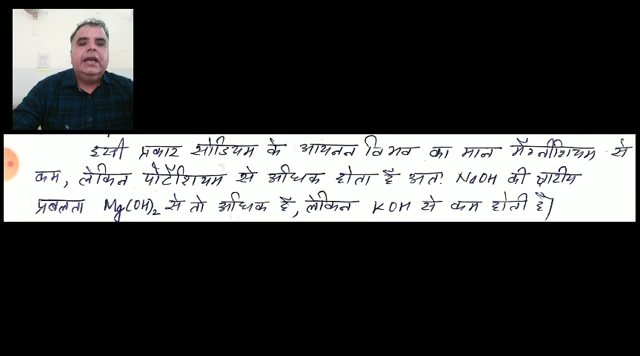 इसी प्रकार सोडियम के आयनन विभव का मान मैग्नीशियम से
कम, लेकिन पोटैशियम से अधिक होता है अतः NaOH की क्षारीय
प्रबलता Mg(OH)2 से तो अधिक है, लेकिन KOH से कम होती है।